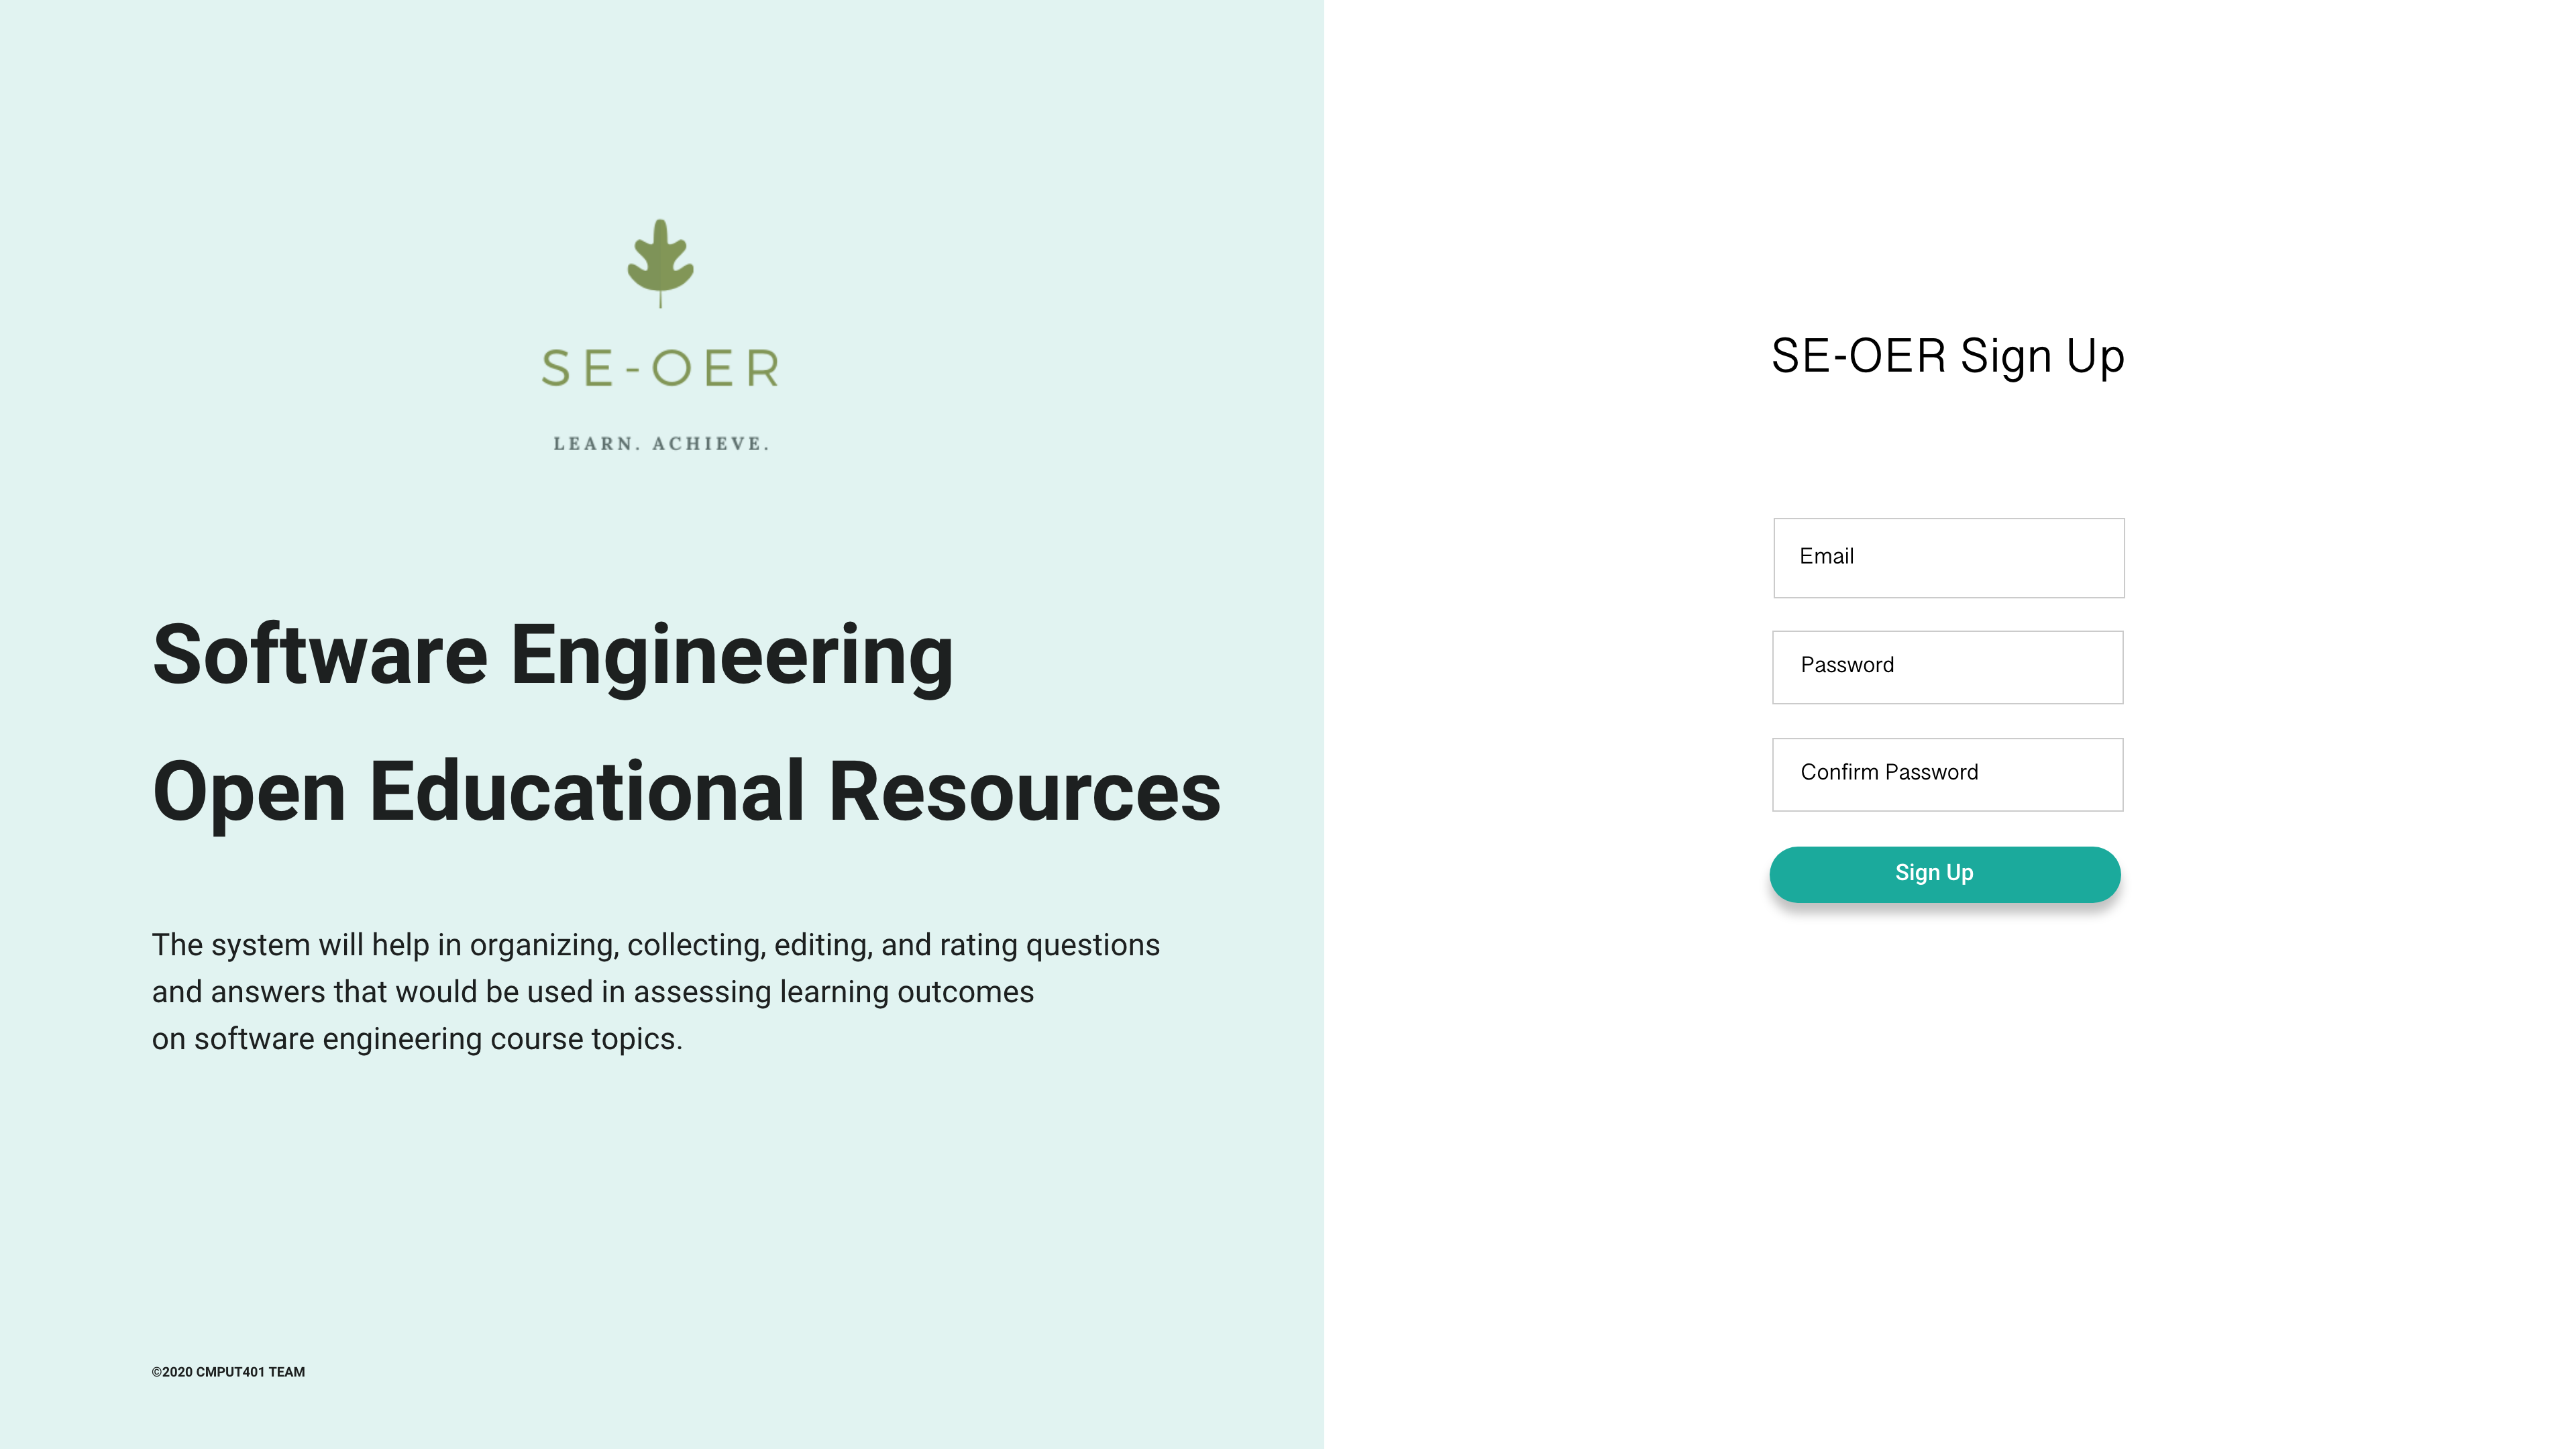 SE-OER
LEARN. ACHIEVE.
Software Engineering
Open Educational Resources
The system will help in organizing, collecting, editing, and rating questions
and answers that would be used in assessing learning outcomes
on software engineering course topics.
©2020 CMPUT401 TEAM
SE-OER Sign Up
Email
Password
Confirm Password
Sign Up